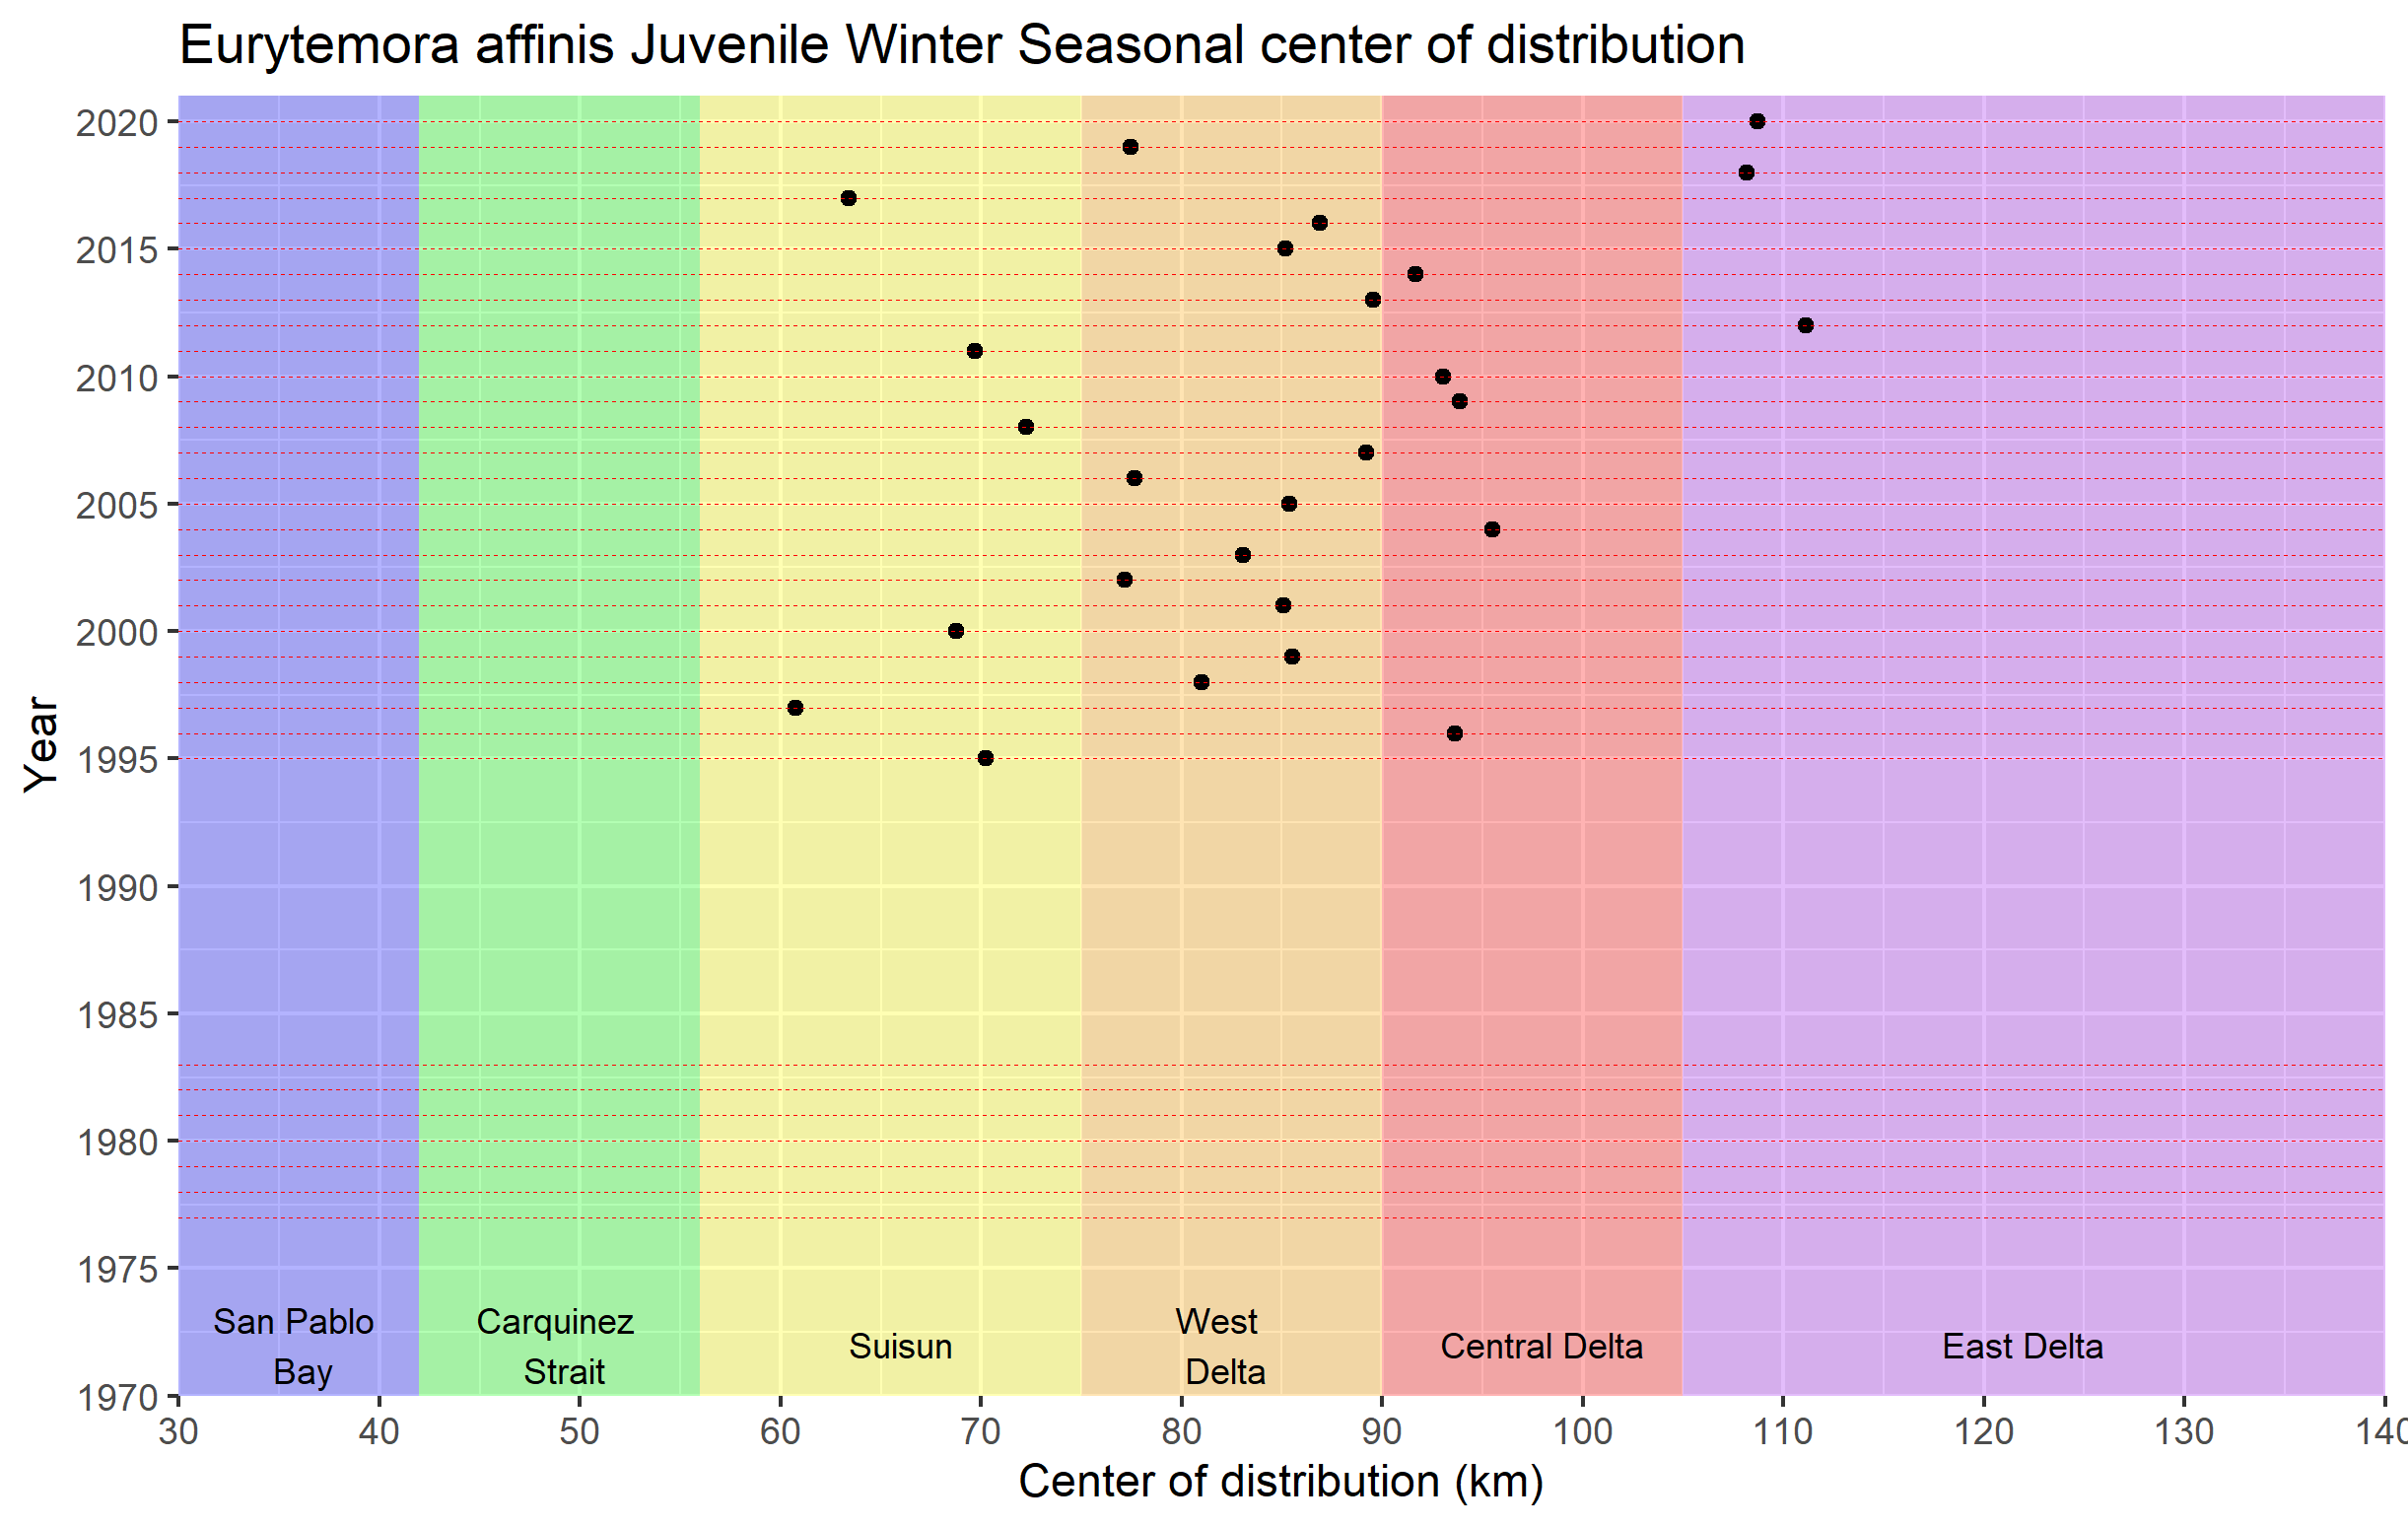 Eurytemora affinis Juvenile Winter Seasonal center of distribution
2020
2015
2010
2005
2000
1995
1990
1985
1980
1975
1970
Year
San Pablo
Bay
Carquinez
Strait
Suisun
West
Delta
Central Delta
East Delta
30 40 50 60 70 80 90 100 110 120 130 140
Center of distribution (km)